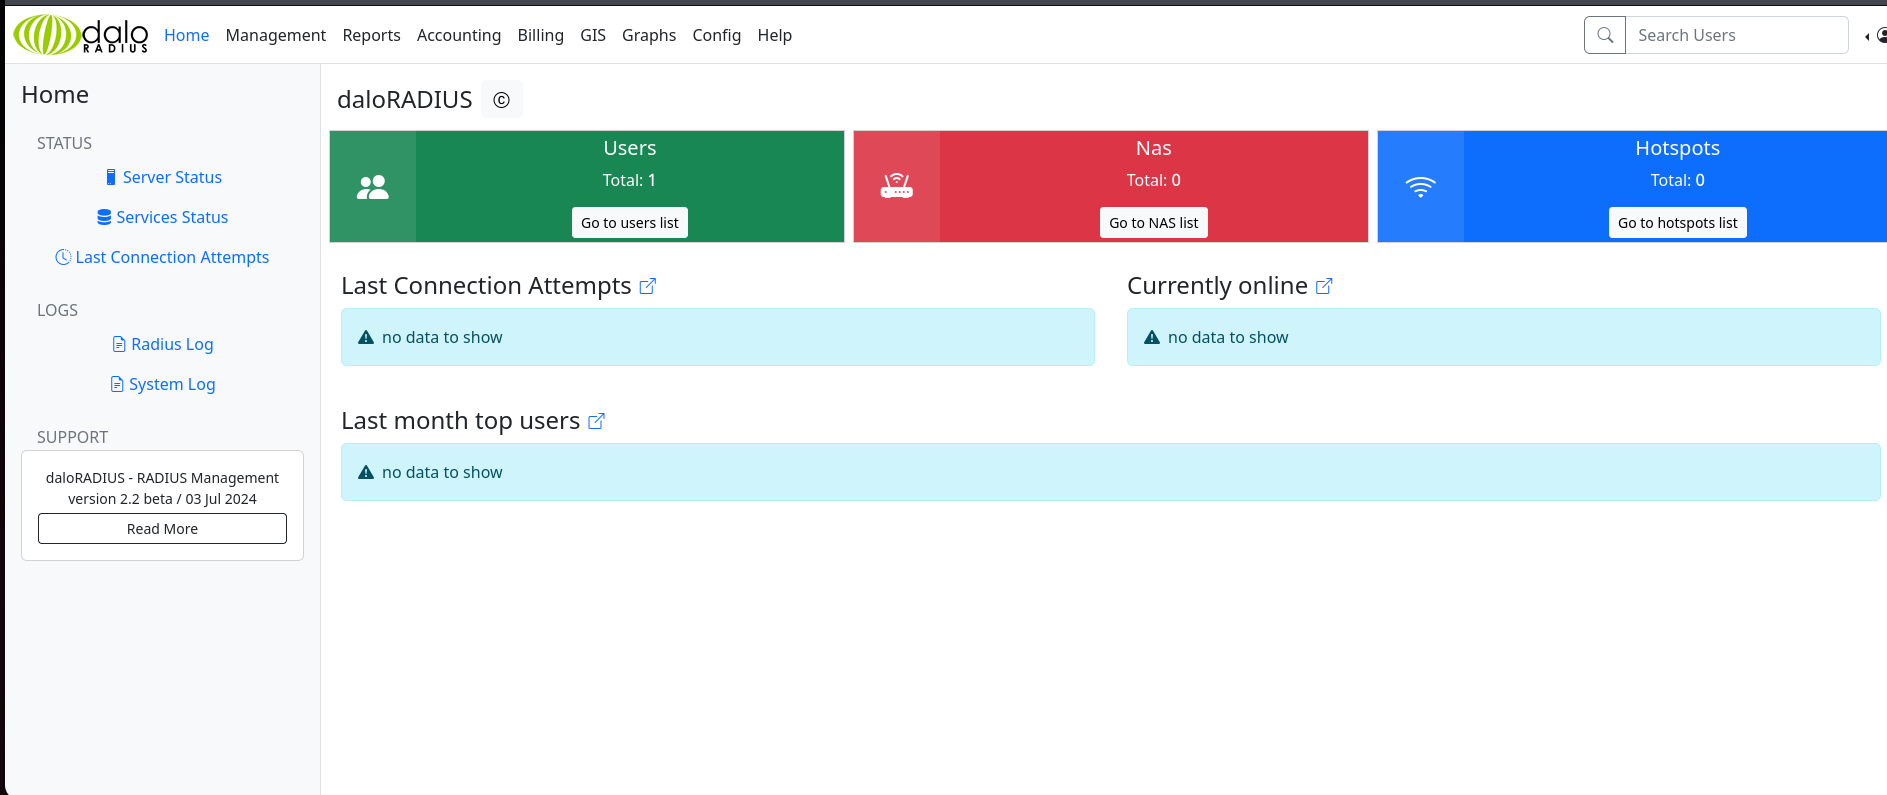 dalo
RADIUS
Home Management Reports Accounting Billing GIS Graphs Config Help
Search Users
Home
STATUS
Server Status
Services Status
Last Connection Attempts
LOGS
Radius Log
System Log
SUPPORT
daloRADIUS - RADIUS Management
version 2.2 beta / 03 Jul 2024
Read More
daloRADIUS ©
Users
Total: 1
Go to users list
Nas
Total: 0
Go to NAS list
Hotspots
Total: 0
Go to hotspots list
Last Connection Attempts
no data to show
Currently online
no data to show
Last month top users
no data to show